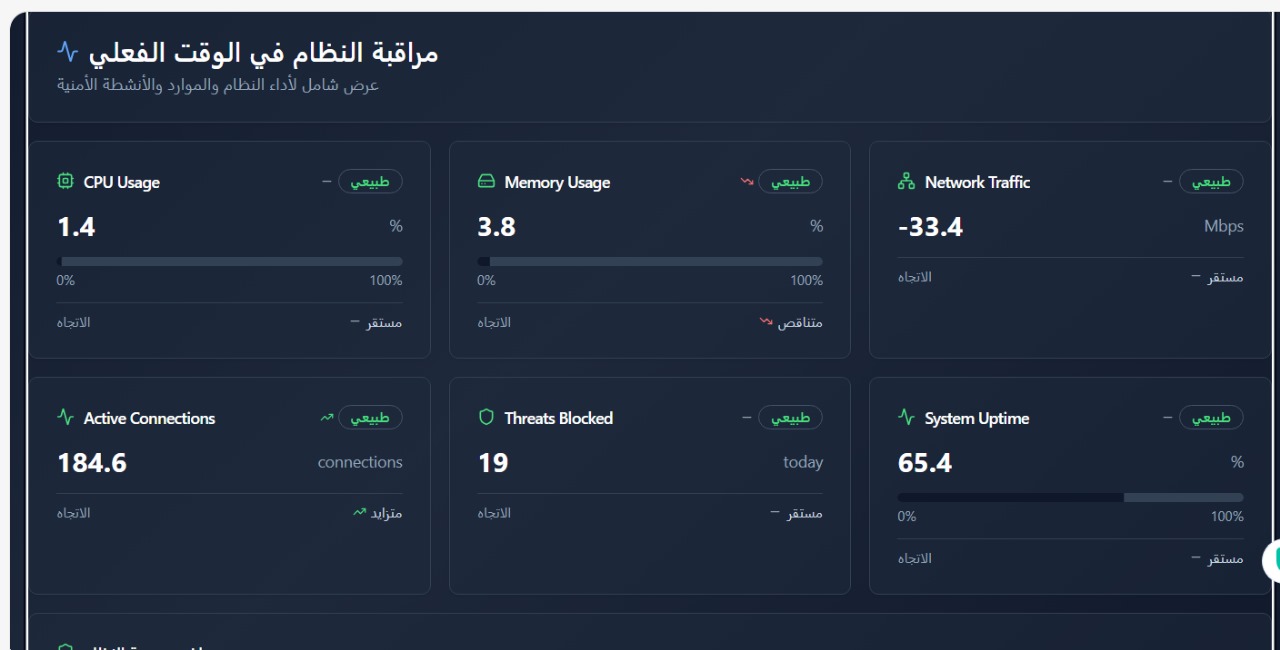 مراقبة النظام في الوقت الفعلي
عرض شامل لأداء النظام والموارد والأنشطة الأمنية
CPU Usage
طبيعي
1.4
%
0%
100%
الاتجاه
مستقر
Memory Usage
طبيعي
3.8
%
0%
100%
الاتجاه
متناقص
Network Traffic
طبيعي
-33.4
Mbps
الاتجاه
مستقر
Active Connections
طبيعي
184.6
connections
الاتجاه
متزايد
Threats Blocked
طبيعي
19
today
الاتجاه
مستقر
System Uptime
طبيعي
65.4
%
0%
100%
الاتجاه
مستقر